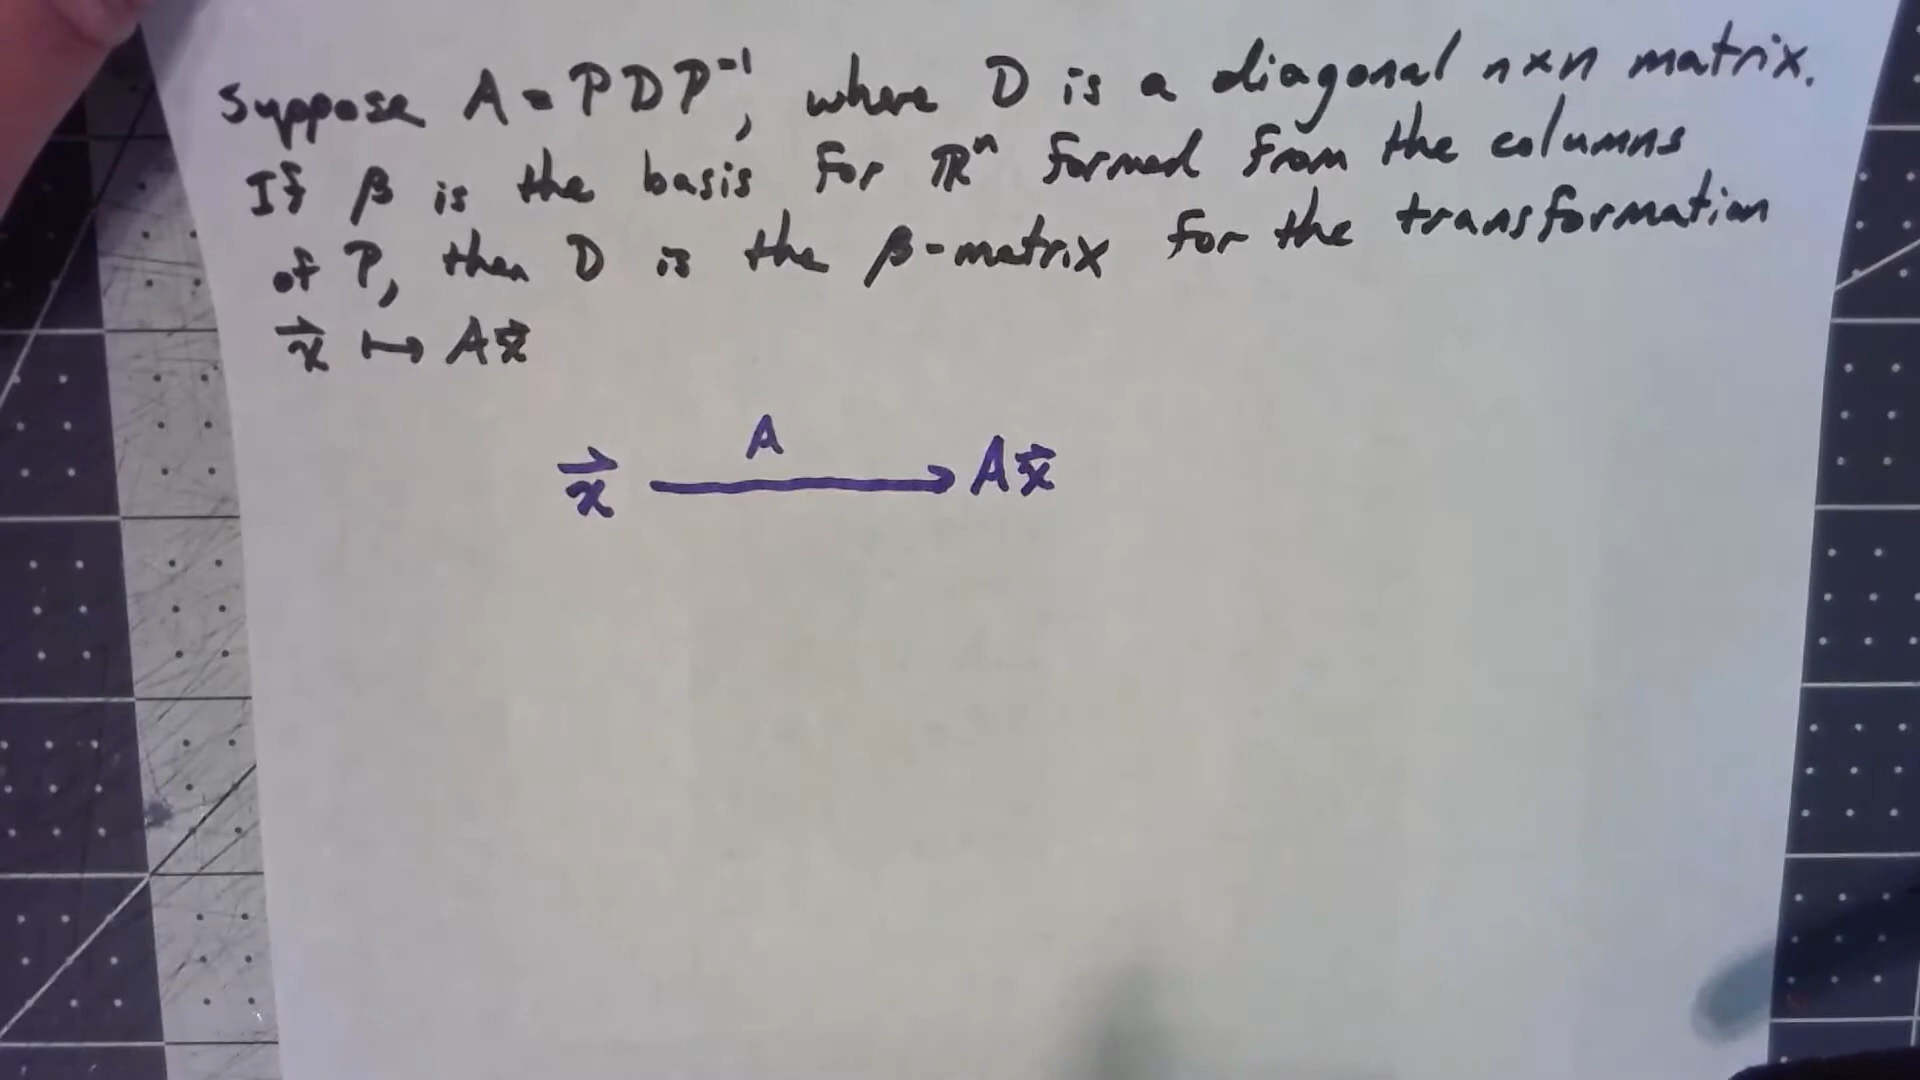 Suppose A = PDP⁻¹, where D is a diagonal n×n matrix.
If β is the basis for ℝⁿ formed from the columns
of P, then D is the β-matrix for the transformation
x⃗ ↦ Ax⃗
A
x⃗ ⟶ Ax⃗